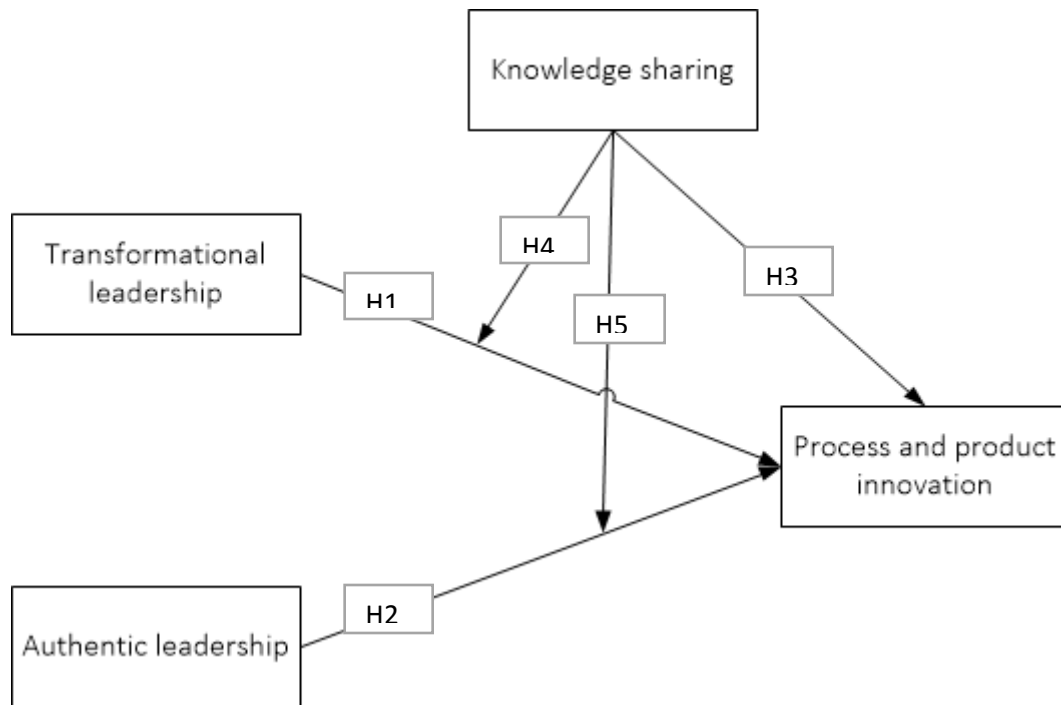 Knowledge sharing
H4
Transformational
leadership
H3
H1
H5
Process and product
innovation
H2
Authentic leadership